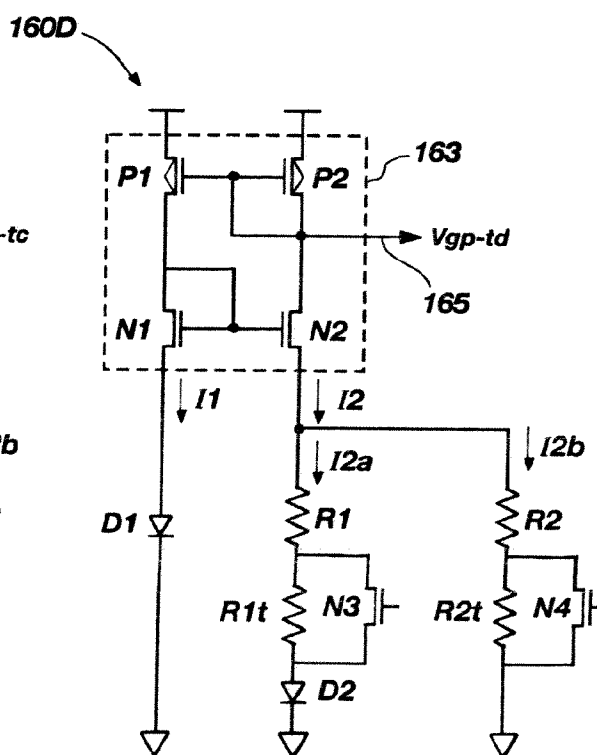 160D
163
P1
P2
-tc
Vgp-td
165
N1
N2
I1
I2
b
I2a
I2b
D1
R1
R2
R1t
N3
R2t
N4
D2